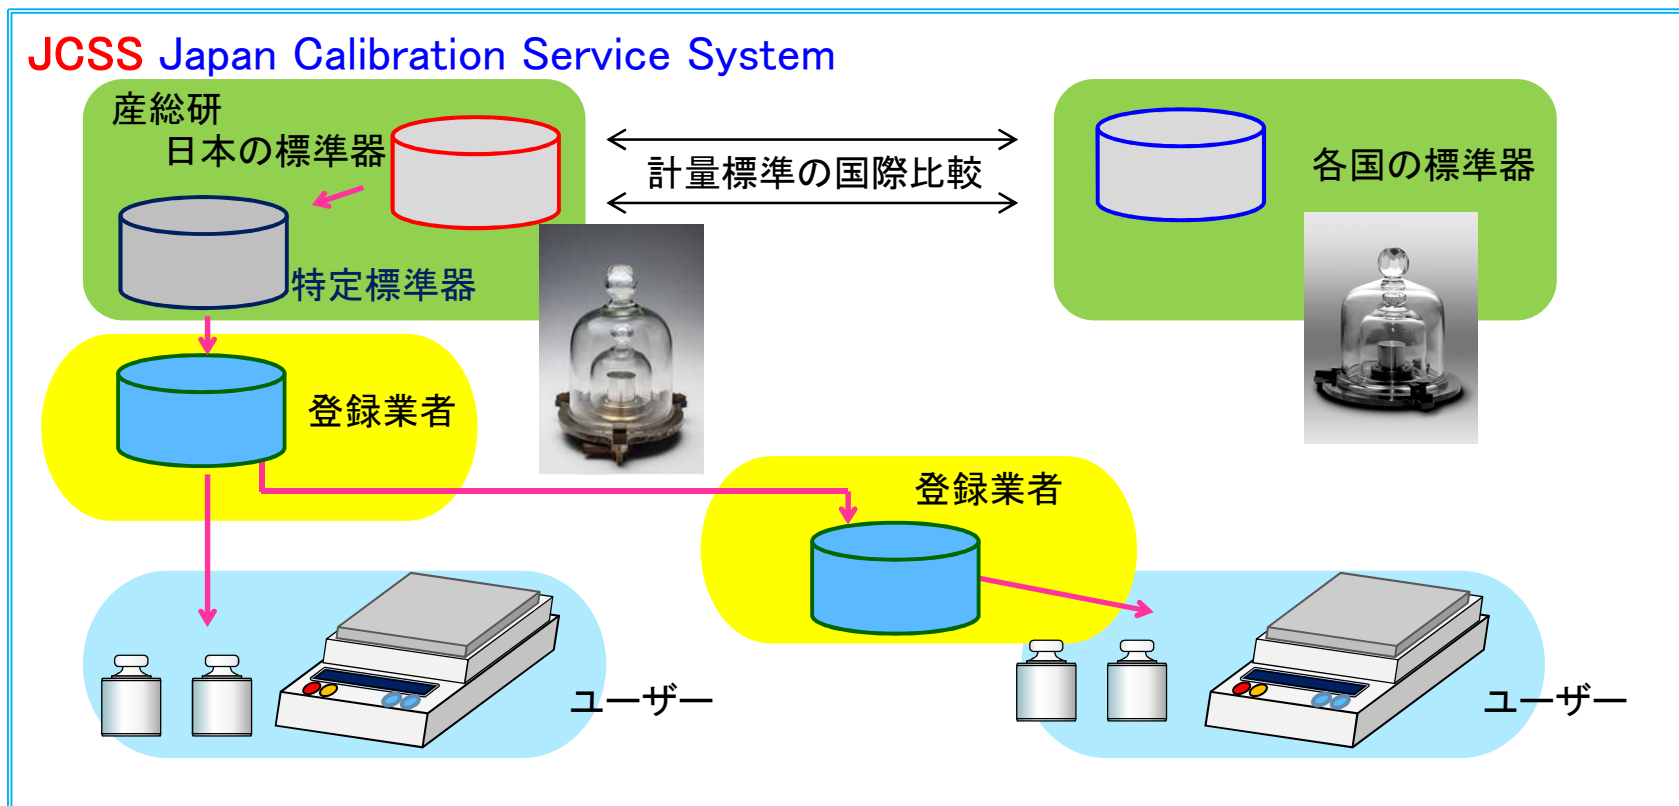 JCSS Japan Calibration Service System
産総研
日本の標準器
特定標準器
計量標準の国際比較
各国の標準器
登録業者
登録業者
ユーザー
ユーザー